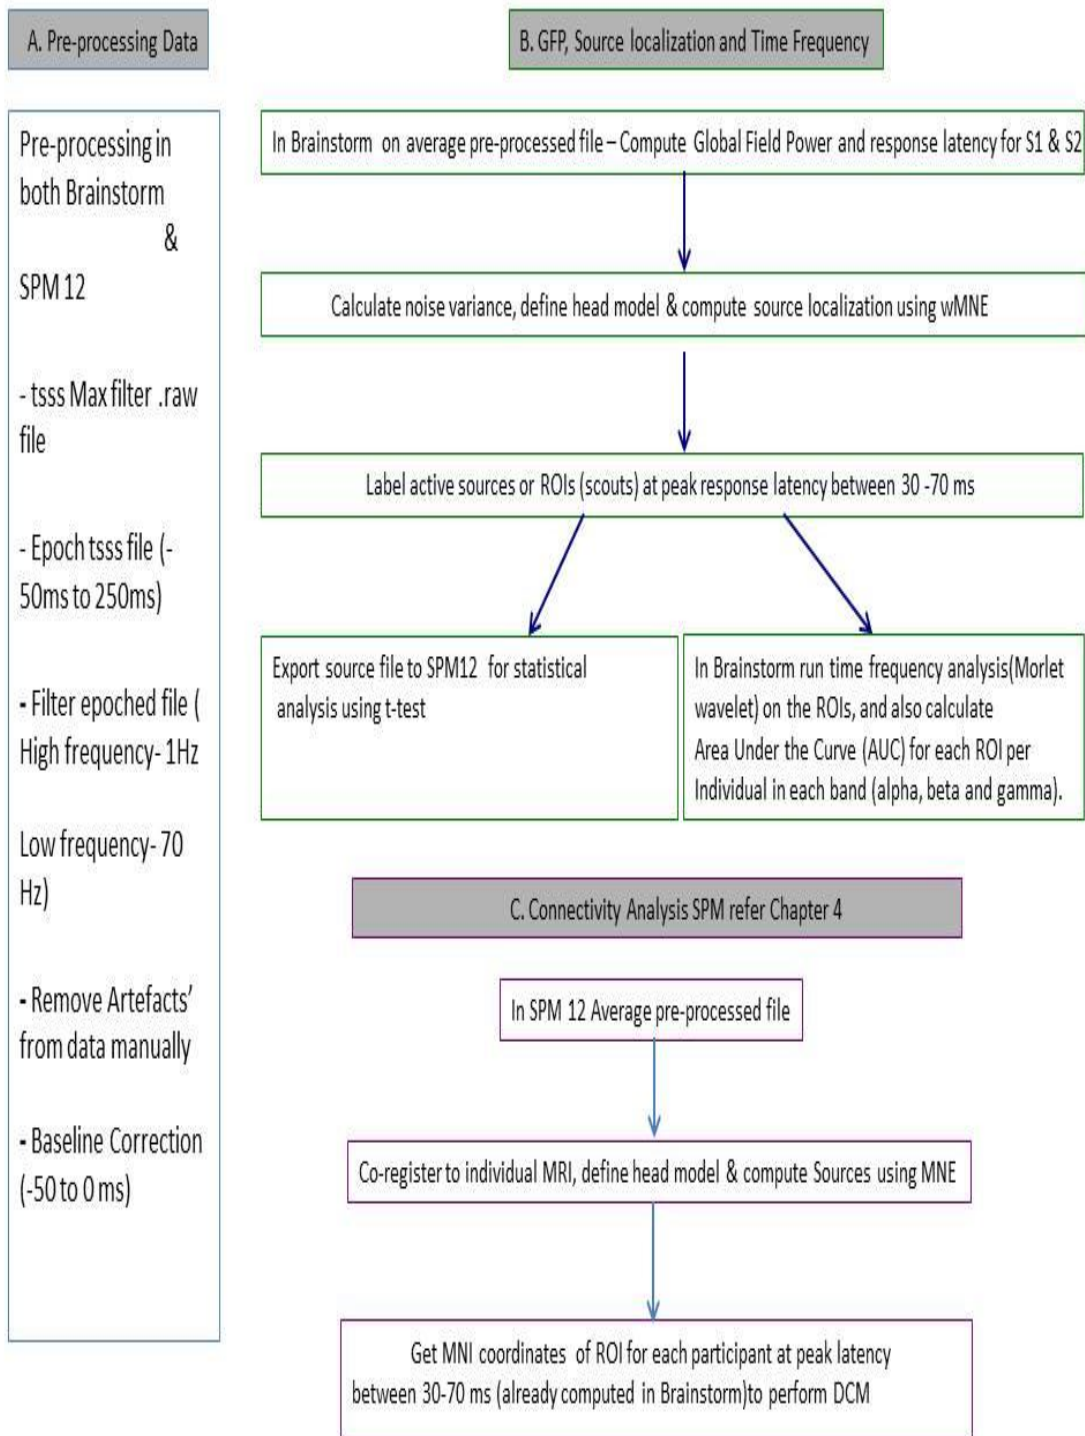 A. Pre-processing Data
Pre-processing in
both Brainstorm
&
SPM 12
- tsss Max filter .raw
file
- Epoch tsss file (-
50ms to 250ms)
- Filter epoched file (
High frequency- 1Hz
Low frequency- 70
Hz)
- Remove Artefacts’
from data manually
- Baseline Correction
(-50 to 0 ms)
B. GFP, Source localization and Time Frequency
In Brainstorm on average pre-processed file – Compute Global Field Power and response latency for S1 & S2
Calculate noise variance, define head model & compute source localization using wMNE
Label active sources or ROIs (scouts) at peak response latency between 30 -70 ms
Export source file to SPM12 for statistical
analysis using t-test
In Brainstorm run time frequency analysis(Morlet
wavelet) on the ROIs, and also calculate
Area Under the Curve (AUC) for each ROI per
Individual in each band (alpha, beta and gamma).
C. Connectivity Analysis SPM refer Chapter 4
In SPM 12 Average pre-processed file
Co-register to individual MRI, define head model & compute Sources using MNE
Get MNI coordinates of ROI for each participant at peak latency
between 30-70 ms (already computed in Brainstorm)to perform DCM